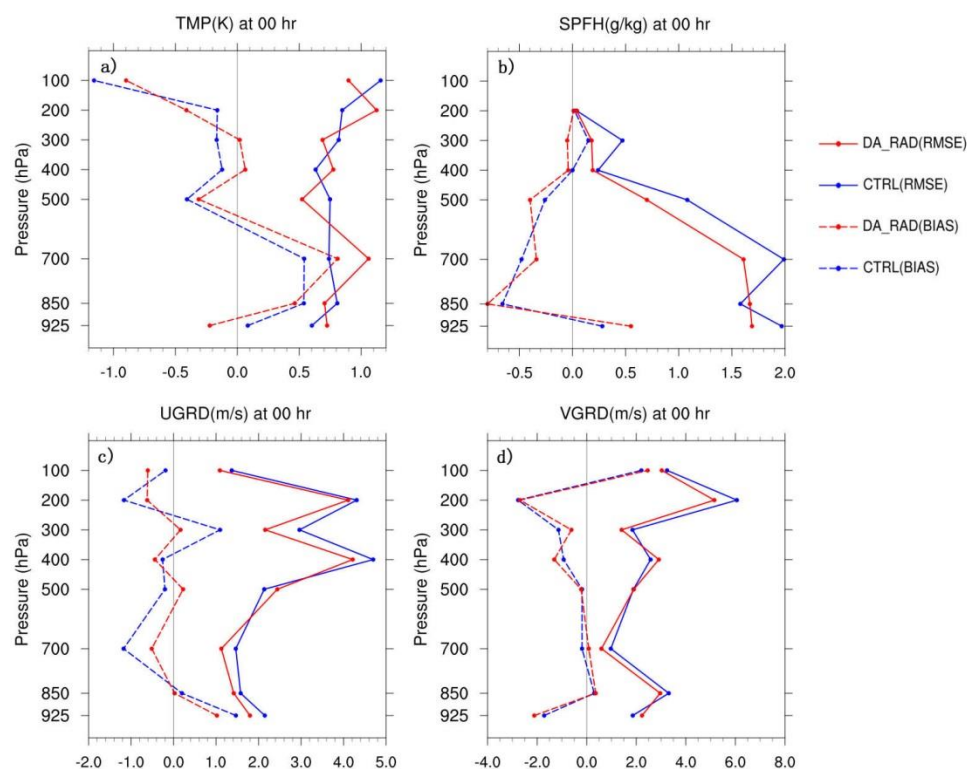 TMP(K) at 00 hr
SPFH(g/kg) at 00 hr
a)
b)
Pressure (hPa)
100
200
300
400
500
700
850
925
-1.0 -0.5 0.0 0.5 1.0
Pressure (hPa)
100
200
300
400
500
700
850
925
-0.5 0.0 0.6 1.0 1.6 2.0
DA_RAD(RMSE)
CTRL(RMSE)
DA_RAD(BIAS)
CTRL(BIAS)
UGRD(m/s) at 00 hr
VGRD(m/s) at 00 hr
c)
d)
Pressure (hPa)
100
200
300
400
500
700
850
925
-2.0 -1.0 0.0 1.0 2.0 3.0 4.0 5.0
Pressure (hPa)
100
200
300
400
500
700
850
925
-4.0 -2.0 0.0 2.0 4.0 6.0 8.0